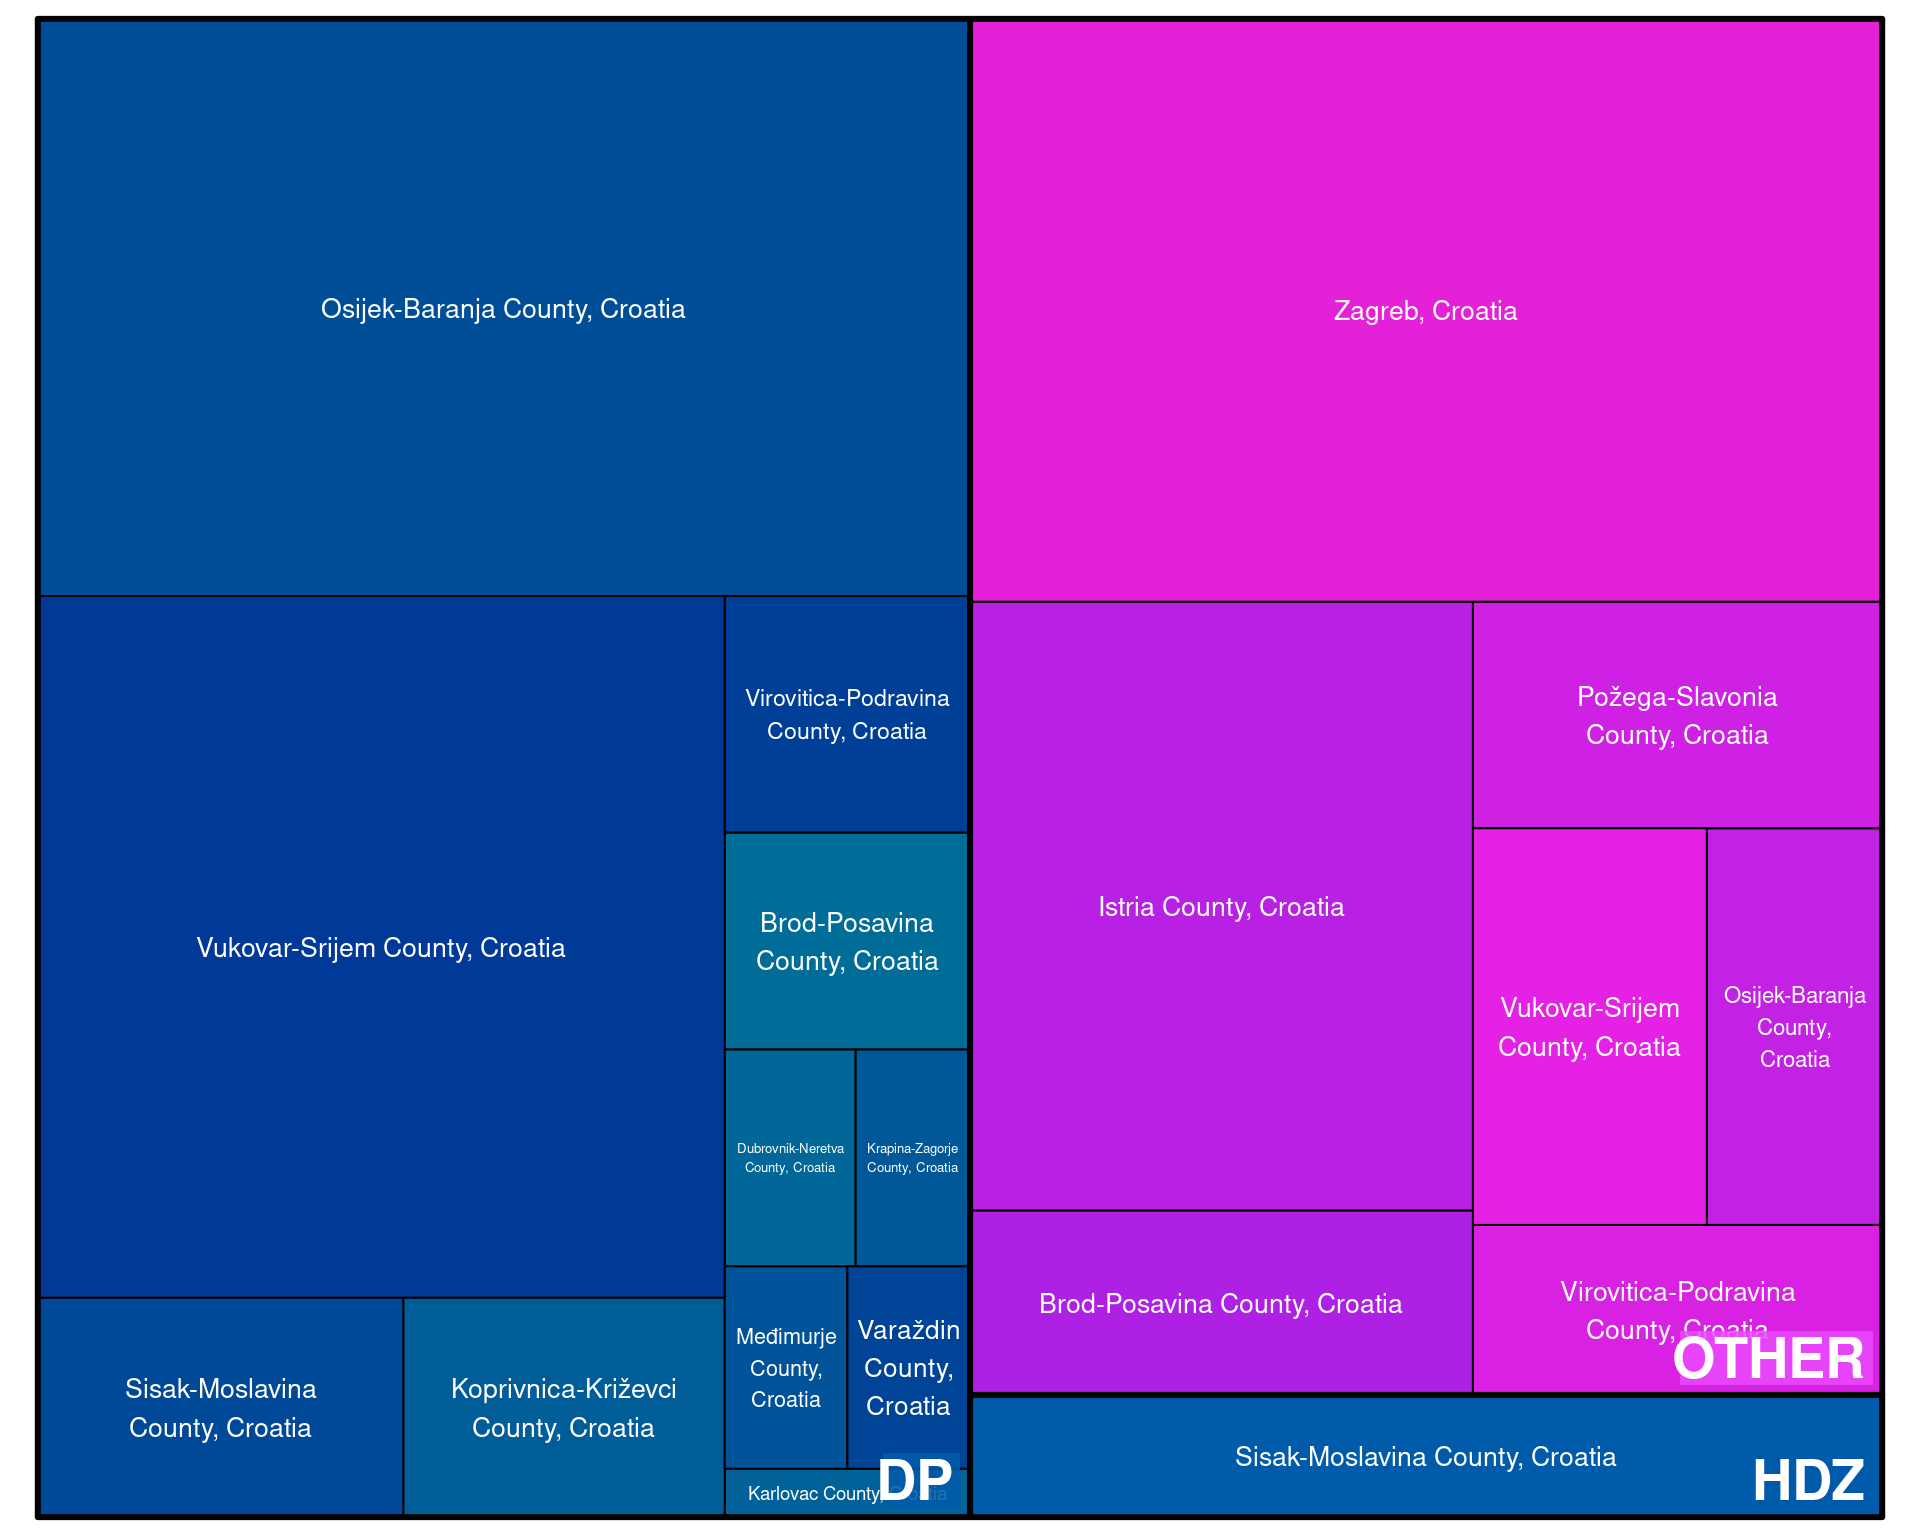 Osijek-Baranja County, Croatia
Vukovar-Srijem County, Croatia
Virovitica-Podravina
County, Croatia
Brod-Posavina
County, Croatia
Dubrovnik-Neretva
County, Croatia
Krapina-Zagorje
County, Croatia
Sisak-Moslavina
County, Croatia
Koprivnica-Križevci
County, Croatia
Međimurje
County,
Croatia
Varaždin
County,
Croatia
Karlovac County, Croatia
DP
Zagreb, Croatia
Istria County, Croatia
Požega-Slavonia
County, Croatia
Vukovar-Srijem
County, Croatia
Osijek-Baranja
County,
Croatia
Brod-Posavina County, Croatia
Virovitica-Podravina
County, Croatia
OTHER
Sisak-Moslavina County, Croatia
HDZ